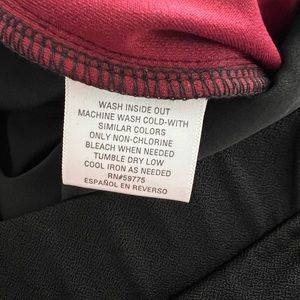 WASH INSIDE OUT
MACHINE WASH COLD-WITH
SIMILAR COLORS
ONLY NON-CHLORINE
BLEACH WHEN NEEDED
TUMBLE DRY LOW
COOL IRON AS NEEDED
RN#59775
ESPAÑOL EN REVERSO